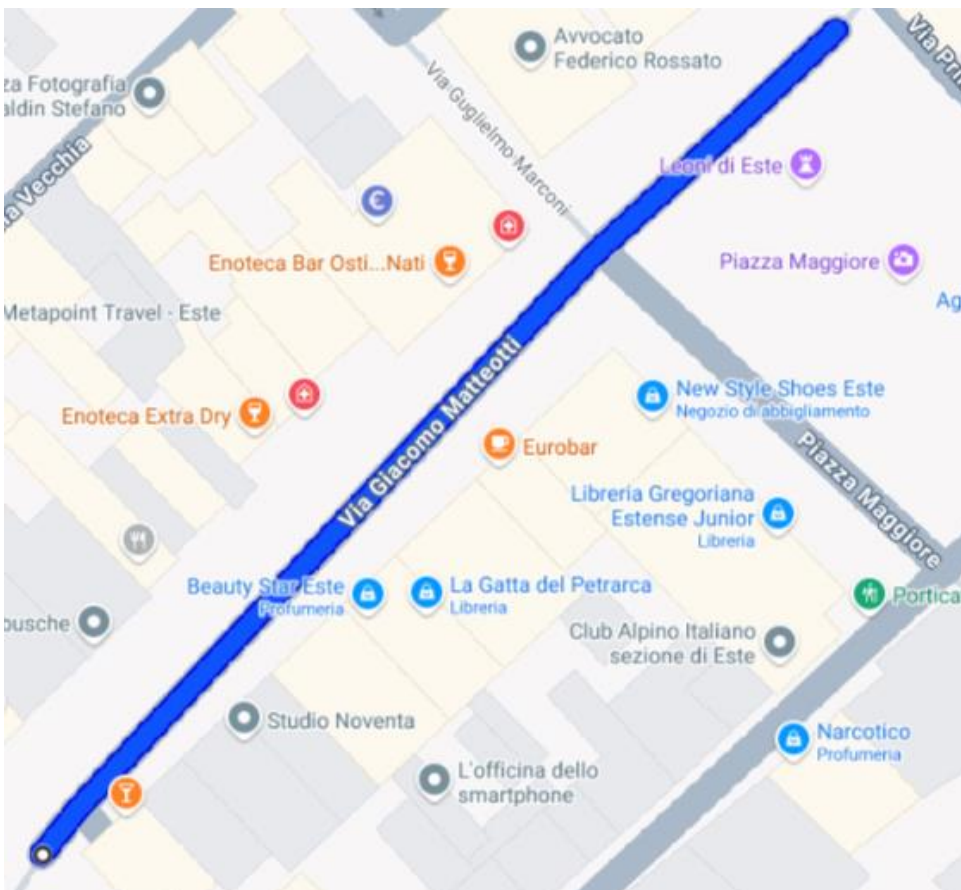 Avvocato
Federico Rossato
Via Pri
za Fotografia
aldin Stefano
Via Guglielmo Marconi
Vecchia
Leoni di Este
Enoteca Bar Osti...Nati
Piazza Maggiore
Ag
Metapoint Travel - Este
Via Giacomo Matteotti
New Style Shoes Este
Negozio di abbigliamento
Enoteca Extra Dry
Eurobar
Piazza Maggiore
Libreria Gregoriana
Estense Junior
Libreria
Beauty Star Este
Profumeria
La Gatta del Petrarca
Libreria
Portica
ousche
Club Alpino Italiano
sezione di Este
Studio Noventa
Narcotico
Profumeria
L'officina dello
smartphone